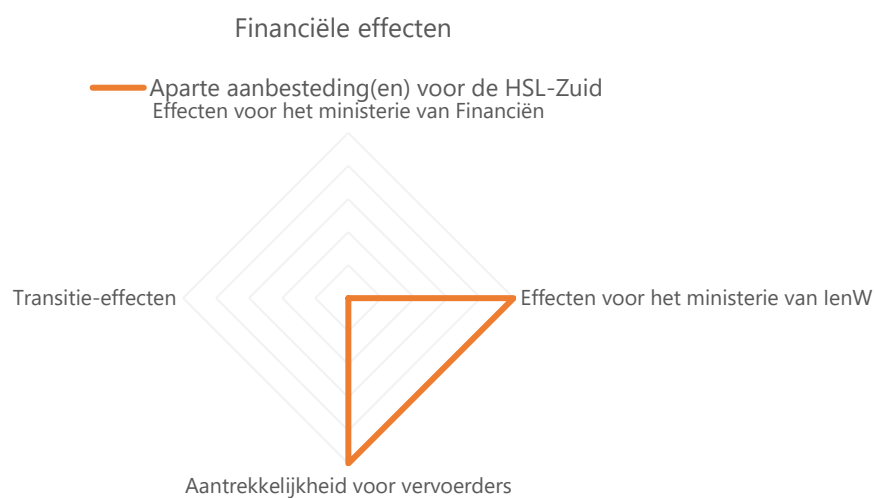 Financiële effecten
Aparte aanbesteding(en) voor de HSL-Zuid
Effecten voor het ministerie van Financiën
Transitie-effecten
Effecten voor het ministerie van IenW
Aantrekkelijkheid voor vervoerders